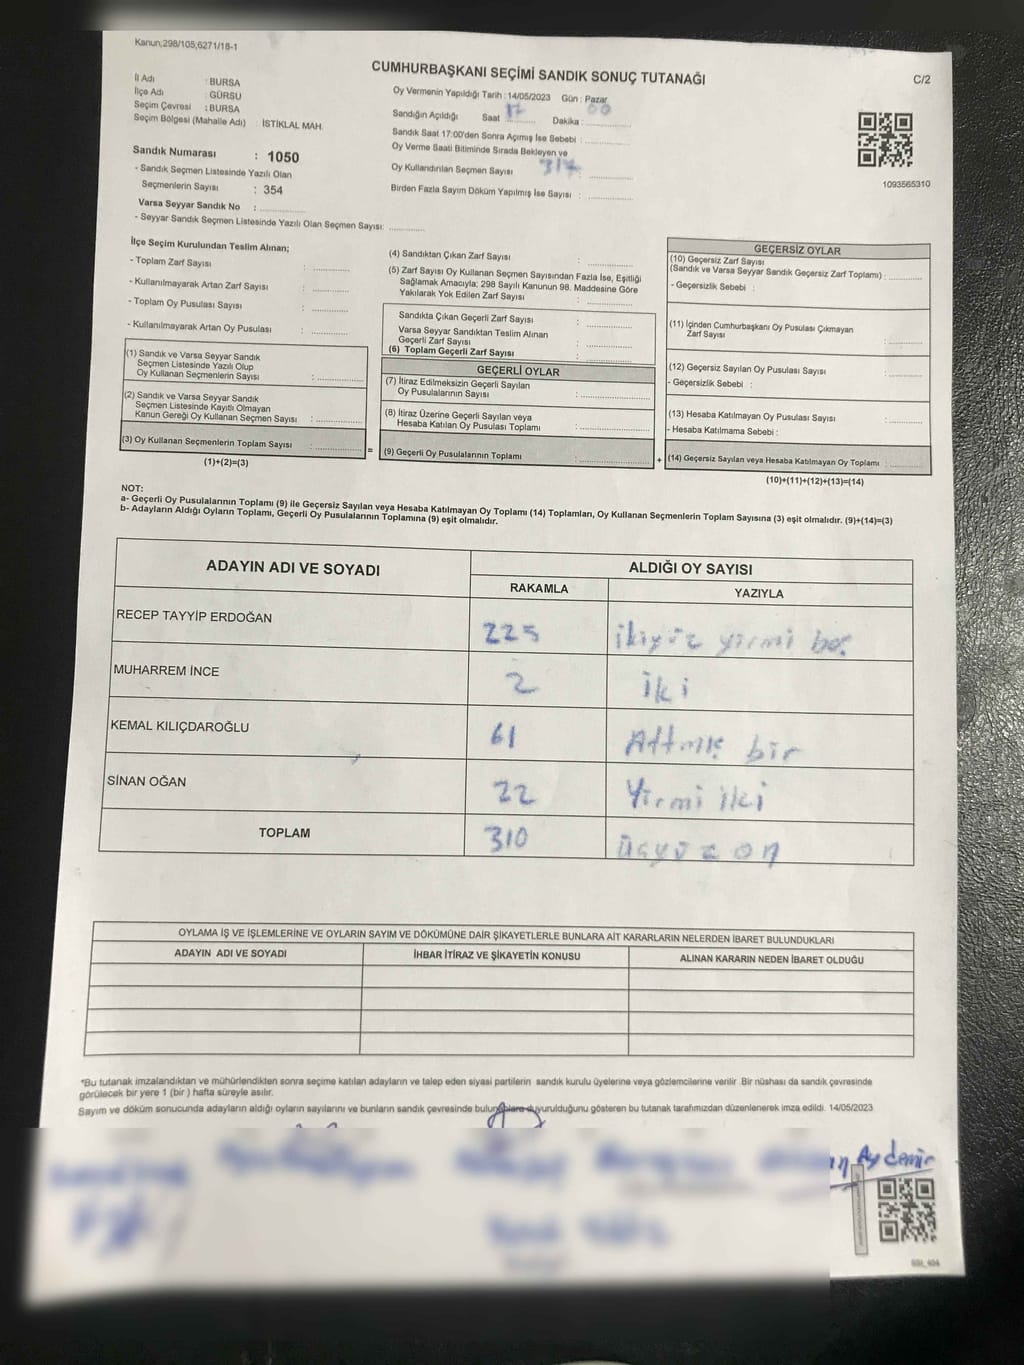 Kanun;298/105,6271/18-1
CUMHURBAŞKANI SEÇİMİ SANDIK SONUÇ TUTANAĞI
C/2
İl Adı : BURSA
İlçe Adı : GÜRSU
Seçim Çevresi : BURSA
Seçim Bölgesi (Mahalle Adı) : İSTİKLAL MAH.
Sandık Numarası : 1050
- Sandık Seçmen Listesinde Yazılı Olan
Seçmenlerin Sayısı : 354
Varsa Seyyar Sandık No :
- Seyyar Sandık Seçmen Listesinde Yazılı Olan Seçmen Sayısı:
Oy Vermenin Yapıldığı Tarih : 14/05/2023 Gün : Pazar
Sandığın Açıldığı Saat 17 Dakika : 00
Sandık Saat 17:00'den Sonra Açımış İse Sebebi :
Oy Verme Saati Bitiminde Sırada Bekleyen ve
Oy Kullandırılan Seçmen Sayısı 314 :
Birden Fazla Sayım Döküm Yapılmış İse Sayısı :
1093565310
İlçe Seçim Kurulundan Teslim Alınan;
- Toplam Zarf Sayısı :
- Kullanılmayarak Artan Zarf Sayısı :
- Toplam Oy Pusulası Sayısı :
- Kullanılmayarak Artan Oy Pusulası :
(1) Sandık ve Varsa Seyyar Sandık
Seçmen Listesinde Yazılı Olup
Oy Kullanan Seçmenlerin Sayısı :
(2) Sandık ve Varsa Seyyar Sandık
Seçmen Listesinde Kayıtlı Olmayan
Kanun Gereği Oy Kullanan Seçmen Sayısı :
(3) Oy Kullanan Seçmenlerin Toplam Sayısı :
(1)+(2)=(3)
=
(4) Sandıktan Çıkan Zarf Sayısı :
(5) Zarf Sayısı Oy Kullanan Seçmen Sayısından Fazla İse, Eşitliği
Sağlamak Amacıyla; 298 Sayılı Kanunun 98. Maddesine Göre
Yakılarak Yok Edilen Zarf Sayısı :
Sandıkta Çıkan Geçerli Zarf Sayısı :
Varsa Seyyar Sandıktan Teslim Alınan
Geçerli Zarf Sayısı :
(6) Toplam Geçerli Zarf Sayısı :
GEÇERLİ OYLAR
(7) İtiraz Edilmeksizin Geçerli Sayılan
Oy Pusulalarının Sayısı :
(8) İtiraz Üzerine Geçerli Sayılan veya
Hesaba Katılan Oy Pusulası Toplamı :
(9) Geçerli Oy Pusulalarının Toplamı :
+
GEÇERSİZ OYLAR
(10) Geçersiz Zarf Sayısı
(Sandık ve Varsa Seyyar Sandık Geçersiz Zarf Toplamı) :
- Geçersizlik Sebebi :
(11) İçinden Cumhurbaşkanı Oy Pusulası Çıkmayan
Zarf Sayısı :
(12) Geçersiz Sayılan Oy Pusulası Sayısı :
- Geçersizlik Sebebi :
(13) Hesaba Katılmayan Oy Pusulası Sayısı :
- Hesaba Katılmama Sebebi :
(14) Geçersiz Sayılan veya Hesaba Katılmayan Oy Toplamı :
(10)+(11)+(12)+(13)=(14)
NOT:
a- Geçerli Oy Pusulalarının Toplamı (9) ile Geçersiz Sayılan veya Hesaba Katılmayan Oy Toplamı (14) Toplamları, Oy Kullanan Seçmenlerin Toplam Sayısına (3) eşit olmalıdır. (9)+(14)=(3)
b- Adayların Aldığı Oyların Toplamı, Geçerli Oy Pusulalarının Toplamına (9) eşit olmalıdır.
ADAYIN ADI VE SOYADI ALDIĞI OY SAYISI
RAKAMLA YAZIYLA
RECEP TAYYİP ERDOĞAN 225 ikiyüz yirmi beş
MUHARREM İNCE 2 iki
KEMAL KILIÇDAROĞLU 61 Altmış bir
SİNAN OĞAN 22 Yirmi iki
TOPLAM 310 üçyüz on
OYLAMA İŞ VE İŞLEMLERİNE VE OYLARIN SAYIM VE DÖKÜMÜNE DAİR ŞİKAYETLERLE BUNLARA AİT KARARLARIN NELERDEN İBARET BULUNDUKLARI
ADAYIN ADI VE SOYADI İHBAR İTİRAZ VE ŞİKAYETİN KONUSU ALINAN KARARIN NEDEN İBARET OLDUĞU
*Bu tutanak imzalandıktan ve mühürlendikten sonra seçime katılan adayların ve talep eden siyasi partilerin sandık kurulu üyelerine veya gözlemcilerine verilir .Bir nüshası da sandık çevresinde
görülecek bir yere 1 (bir ) hafta süreyle asılır.
Sayım ve döküm sonucunda adayların aldığı oyların sayılarını ve bunların sandık çevresinde duyurulduğunu gösteren bu tutanak tarafımızdan düzenlenerek imza edildi. 14/05/2023
Aydemir